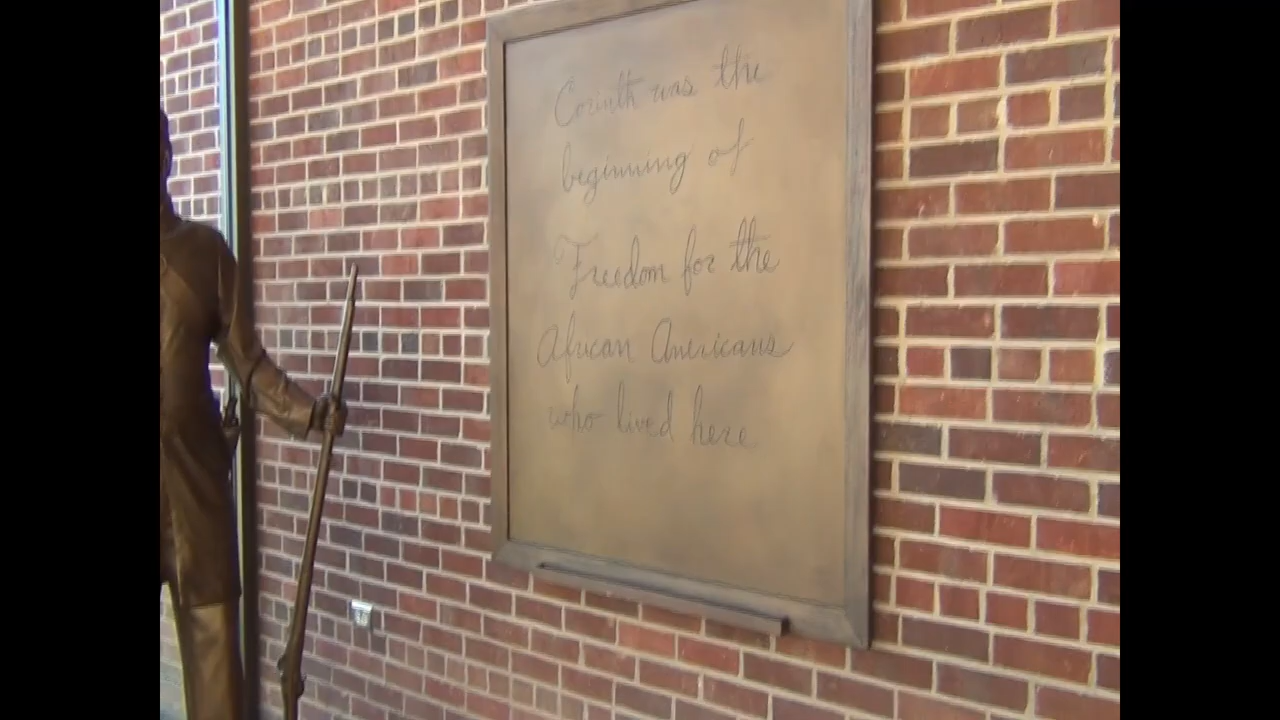 Corinth was the
beginning of
Freedom for the
African Americans
who lived here